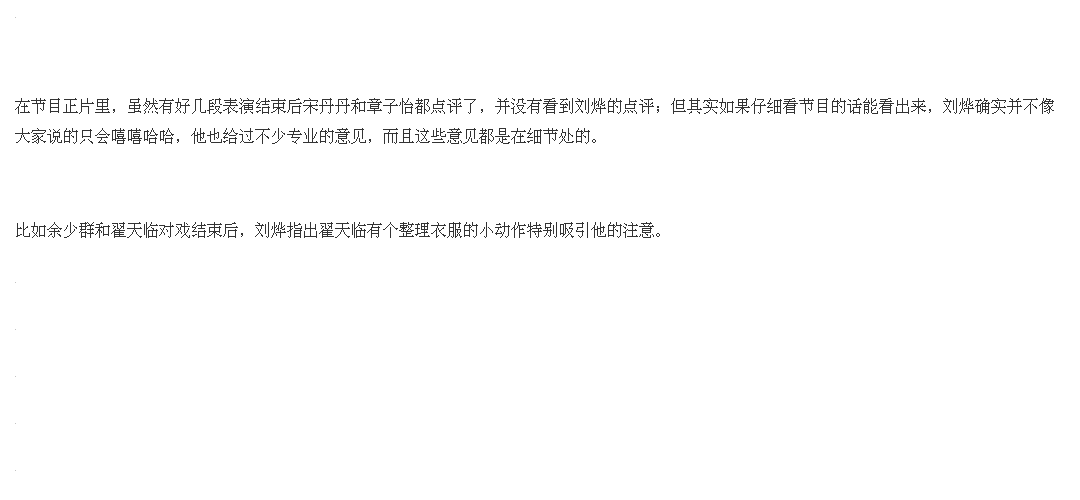 在节目正片里，虽然有好几段表演结束后宋丹丹和章子怡都点评了，并没有看到刘烨的点评；但其实如果仔细看节目的话能看出来，刘烨确实并不像
大家说的只会嘻嘻哈哈，他也给过不少专业的意见，而且这些意见都是在细节处的。
比如余少群和翟天临对戏结束后，刘烨指出翟天临有个整理衣服的小动作特别吸引他的注意。